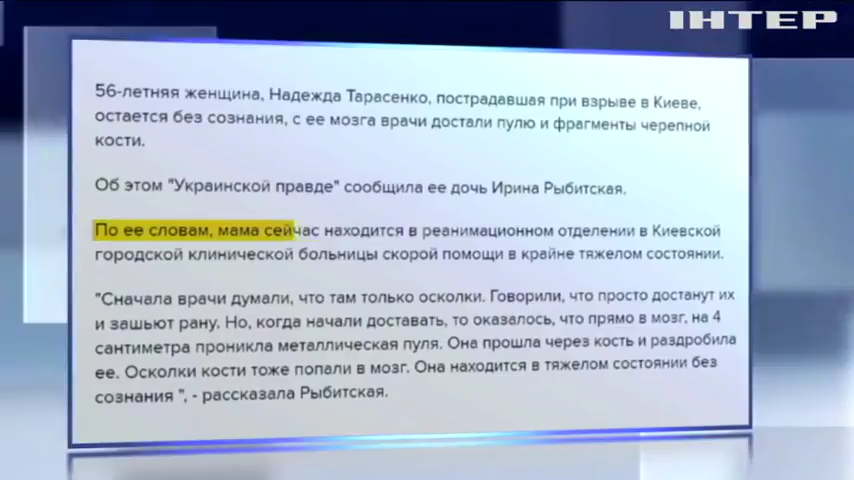 ІНТЕР
56-летняя женщина, Надежда Тарасенко, пострадавшая при взрыве в Киеве,
остается без сознания, с ее мозга врачи достали пулю и фрагменты черепной
кости.
Об этом "Украинской правде" сообщила ее дочь Ирина Рыбитская.
По ее словам, мама сейчас находится в реанимационном отделении в Киевской
городской клинической больницы скорой помощи в крайне тяжелом состоянии.
"Сначала врачи думали, что там только осколки. Говорили, что просто достанут их
и зашьют рану. Но, когда начали доставать, то оказалось, что прямо в мозг, на 4
сантиметра проникла металлическая пуля. Она прошла через кость и раздробила
ее. Осколки кости тоже попали в мозг. Она находится в тяжелом состоянии без
сознания ", - рассказала Рыбитская.